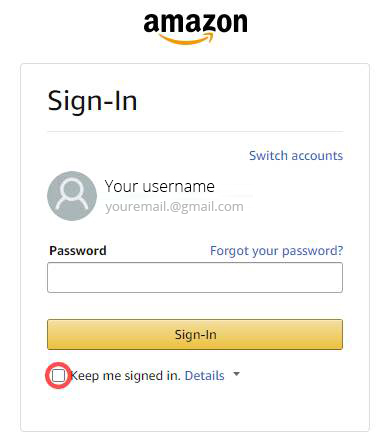 amazon
Sign-In
Switch accounts
Your username
youremail.@gmail.com
Password Forgot your password?
Sign-In
Keep me signed in. Details